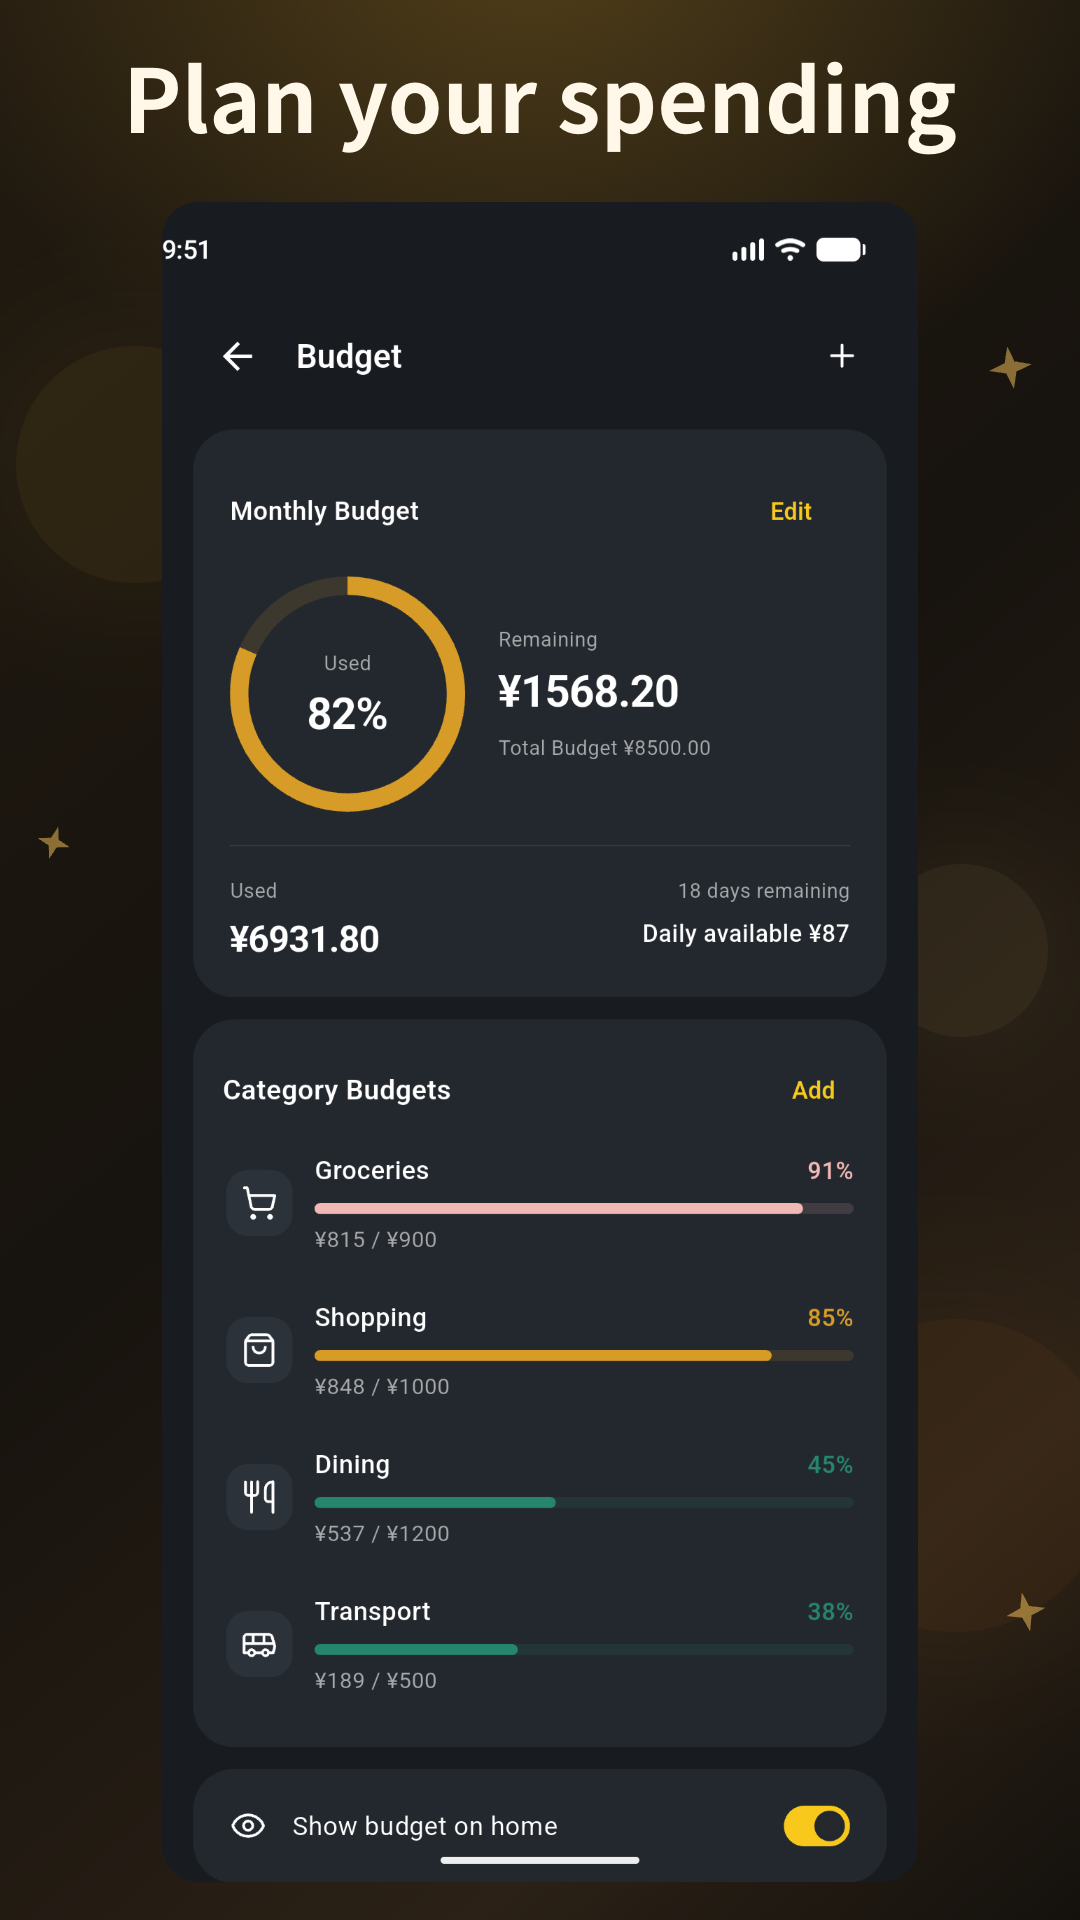 Plan your spending
9:51
Budget
Monthly Budget
Edit
Used
82%
Remaining
¥1568.20
Total Budget ¥8500.00
Used
¥6931.80
18 days remaining
Daily available ¥87
Category Budgets
Add
Groceries
91%
¥815 / ¥900
Shopping
85%
¥848 / ¥1000
Dining
45%
¥537 / ¥1200
Transport
38%
¥189 / ¥500
Show budget on home